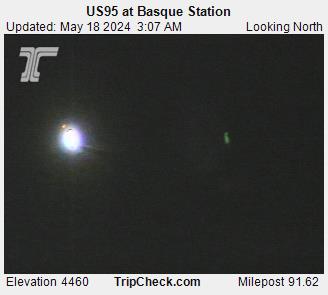 US95 at Basque Station
Updated: May 18 2024 3:07 AM Looking North
Elevation 4460 TripCheck.com Milepost 91.62